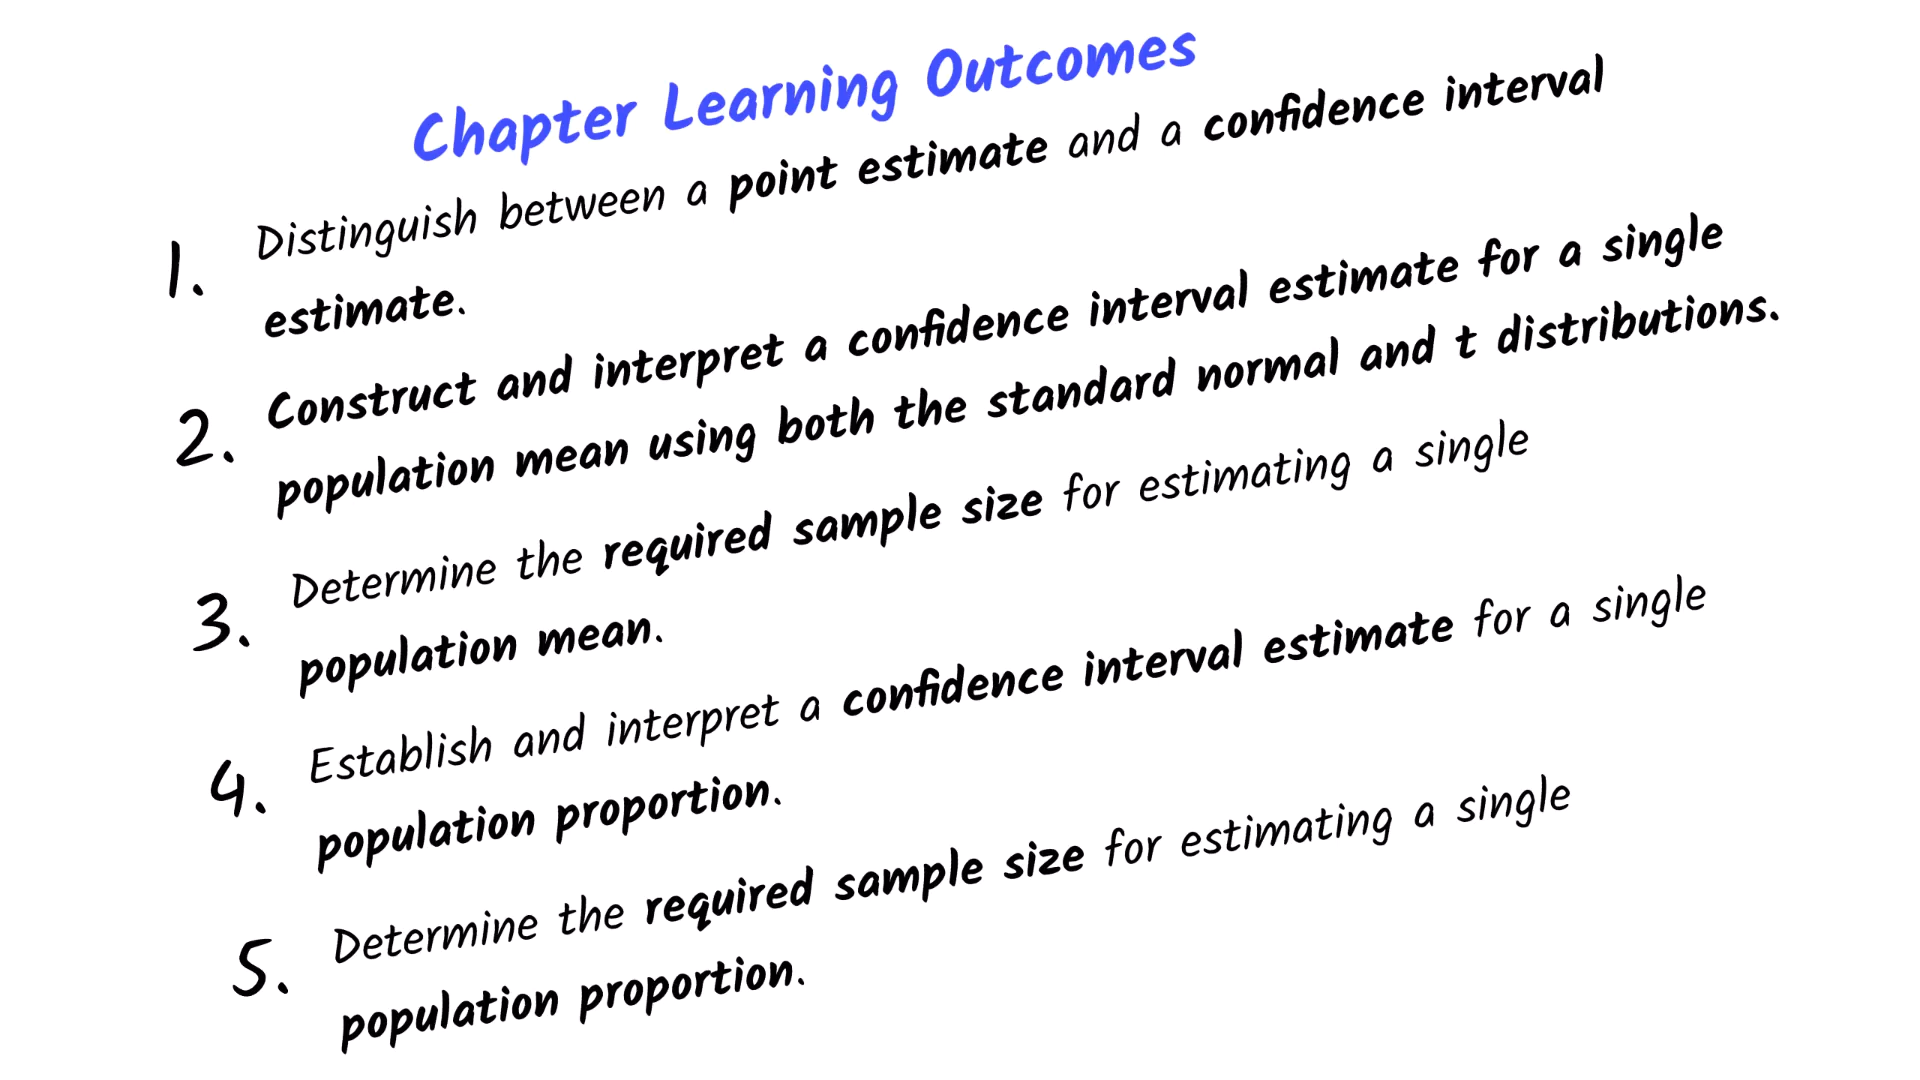 Chapter Learning Outcomes
1. Distinguish between a point estimate and a confidence interval
estimate.
2. Construct and interpret a confidence interval estimate for a single
population mean using both the standard normal and t distributions.
3. Determine the required sample size for estimating a single
population mean.
4. Establish and interpret a confidence interval estimate for a single
population proportion.
5. Determine the required sample size for estimating a single
population proportion.